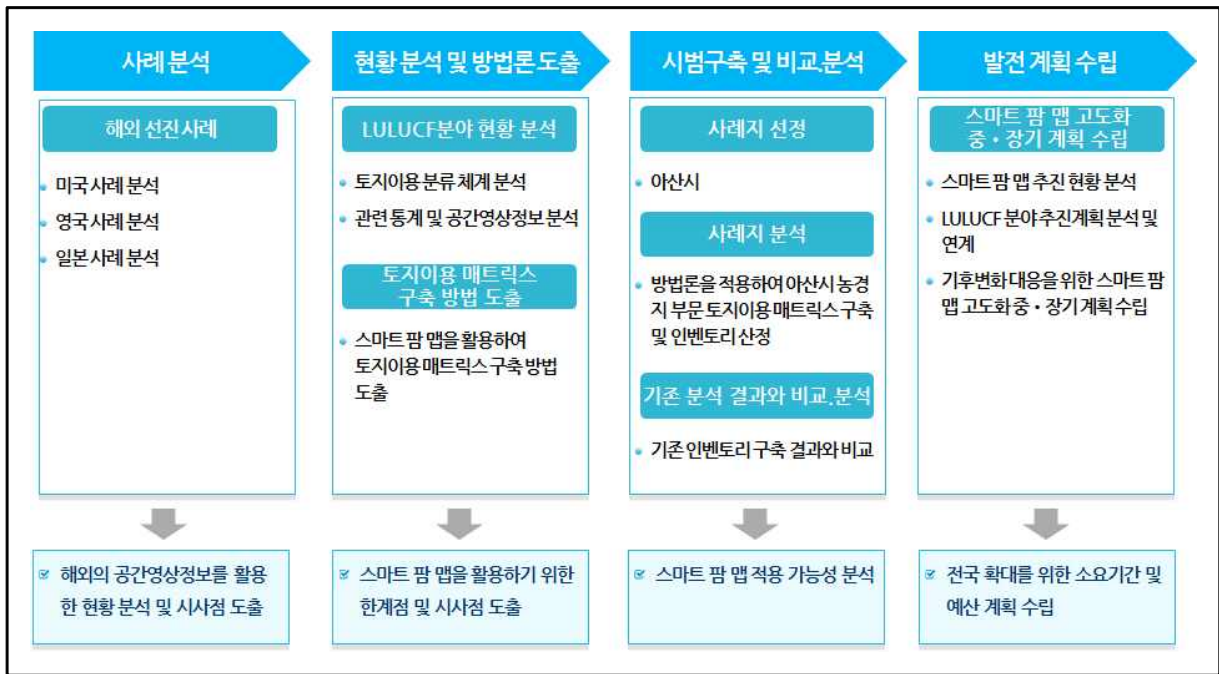 사례 분석
해외 선진 사례
미국 사례 분석
영국 사례 분석
일본 사례 분석
해외의 공간영상정보를 활용
한 현황 분석 및 시사점 도출
현황 분석 및 방법론 도출
LULUCF분야 현황 분석
토지이용 분류 체계 분석
관련 통계 및 공간영상정보 분석
토지이용 매트릭스
구축 방법 도출
스마트 팜 맵을 활용하여
토지이용 매트릭스 구축 방법
도출
스마트 팜 맵을 활용하기 위한
한계점 및 시사점 도출
시범구축 및 비교.분석
사례지 선정
아산시
사례지 분석
방법론을 적용하여 아산시 농경
지 부문 토지이용 매트릭스 구축
및 인벤토리 산정
기존 분석 결과와 비교.분석
기존 인벤토리 구축 결과와 비교
스마트 팜 맵 적용 가능성 분석
발전 계획 수립
스마트 팜 맵 고도화
중・장기 계획 수립
스마트 팜 맵 추진 현황 분석
LULUCF 분야 추진계획 분석 및
연계
기후변화 대응을 위한 스마트 팜
맵 고도화 중・장기 계획 수립
전국 확대를 위한 소요기간 및
예산 계획 수립